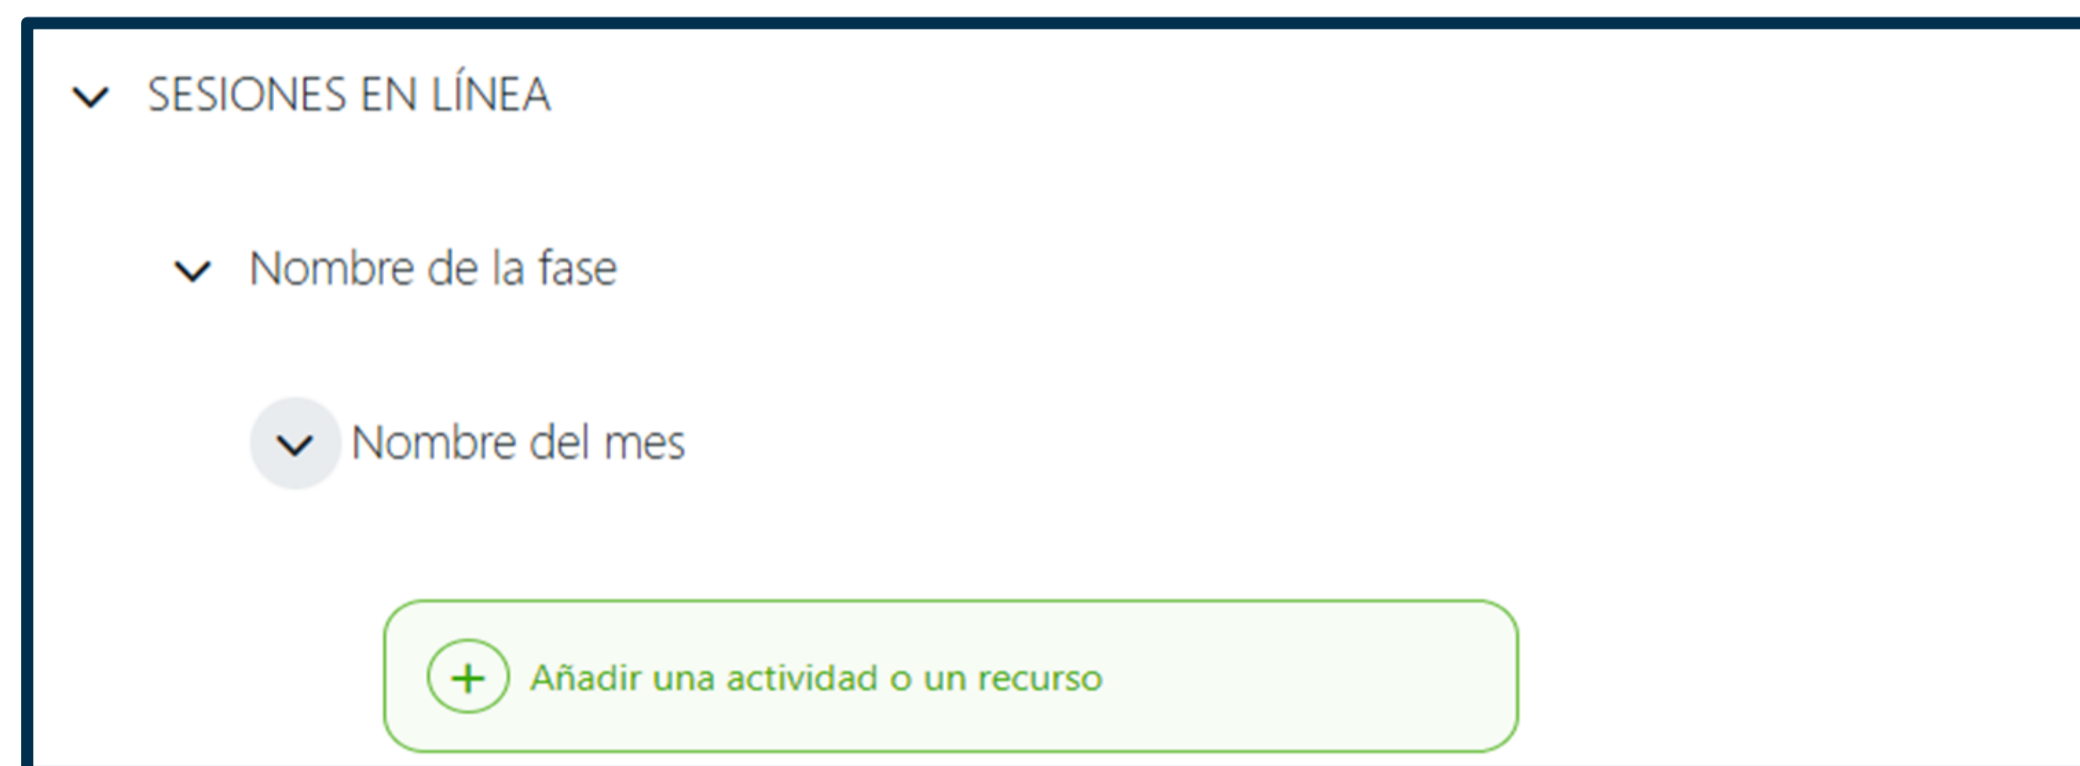 SESIONES EN LÍNEA
Nombre de la fase
Nombre del mes
Añadir una actividad o un recurso